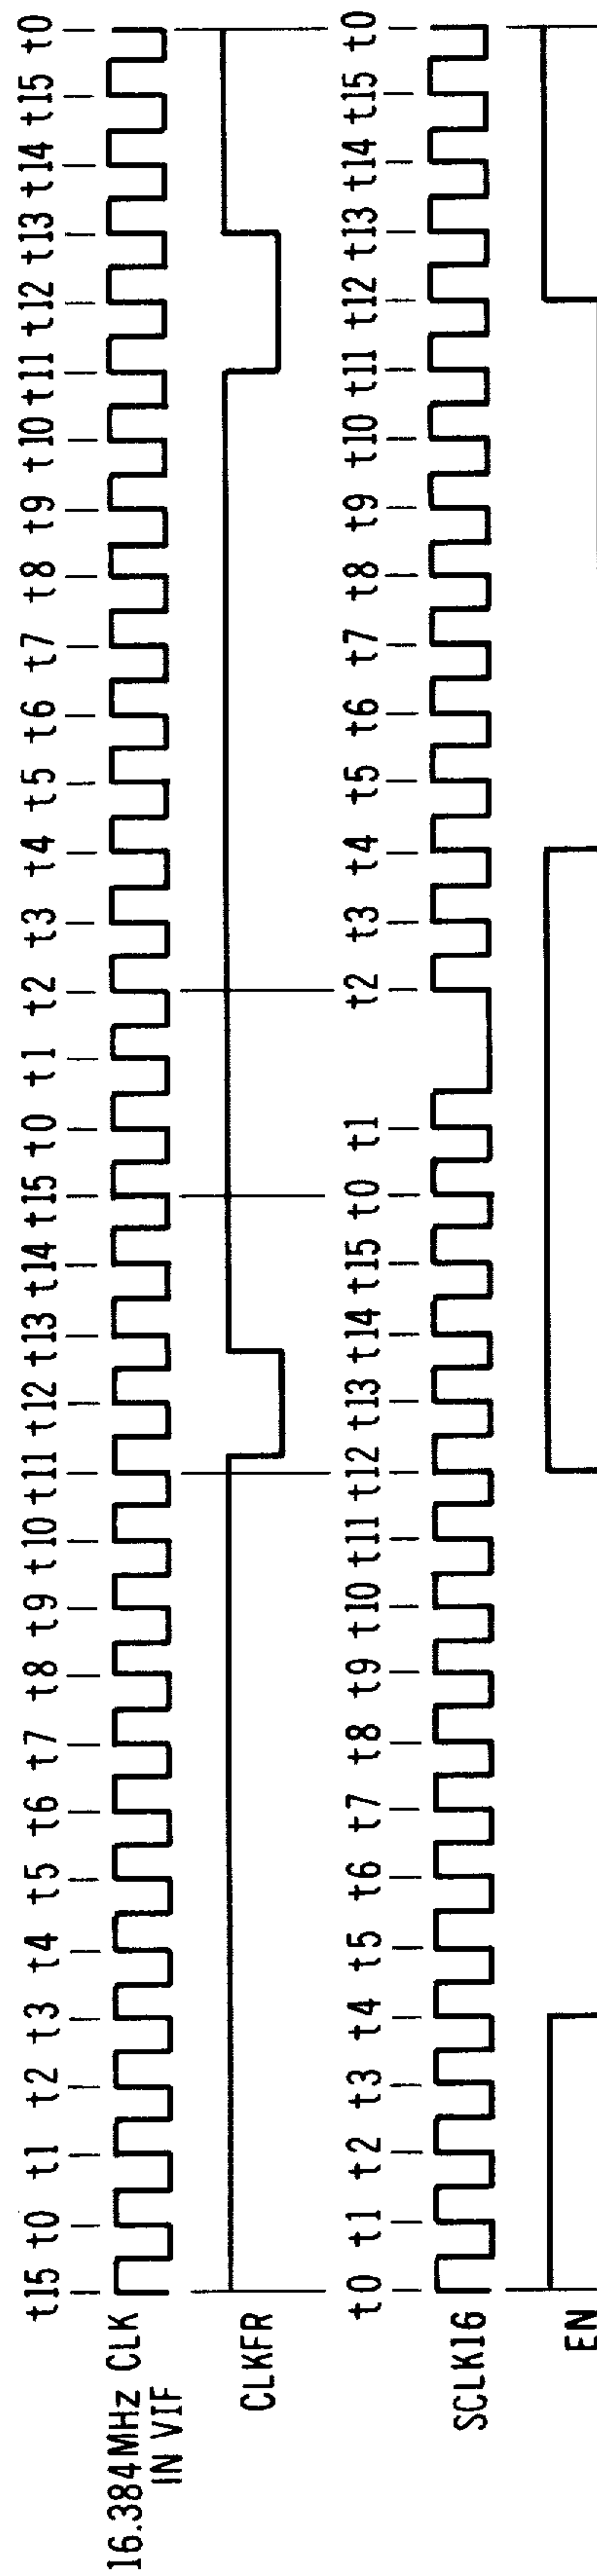 t15 t0 t1 t2 t3 t4 t5 t6 t7 t8 t9 t10 t11 t12 t13 t14 t15 t0 t1 t2 t3 t4 t5 t6 t7 t8 t9 t10 t11 t12 t13 t14 t15 t0
16.384MHz CLK
IN VIF
CLKFR
t0 t1 t2 t3 t4 t5 t6 t7 t8 t9 t10 t11 t12 t13 t14 t15 t0 t1 t2 t3 t4 t5 t6 t7 t8 t9 t10 t11 t12 t13 t14 t15 t0
SCLK16
EN